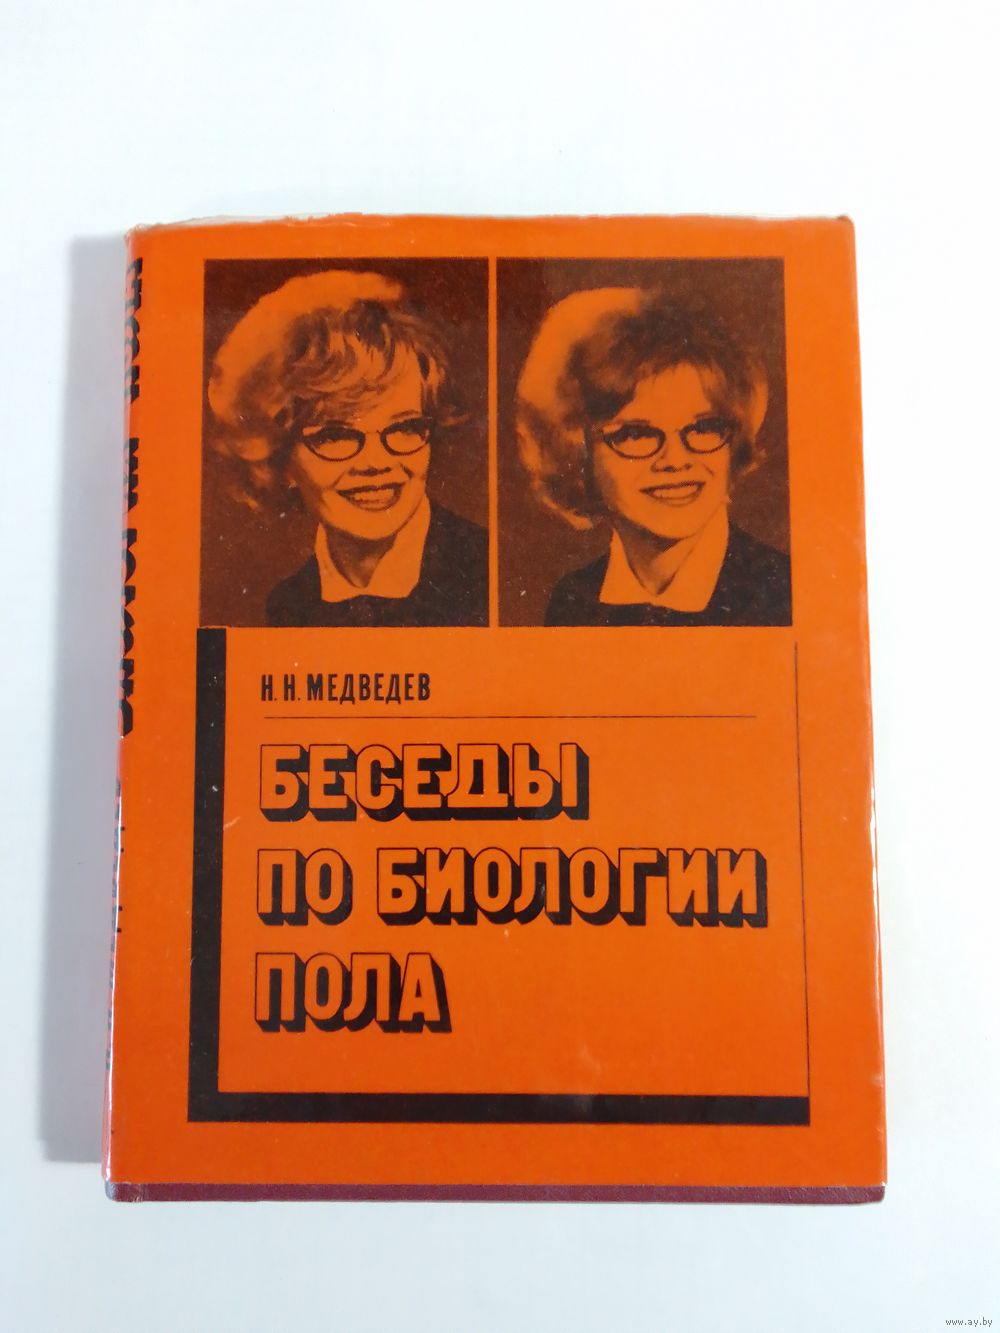 Н. Н. МЕДВЕДЕВ
БЕСЕДЫ
ПО БИОЛОГИИ
ПОЛА
www.ay.by